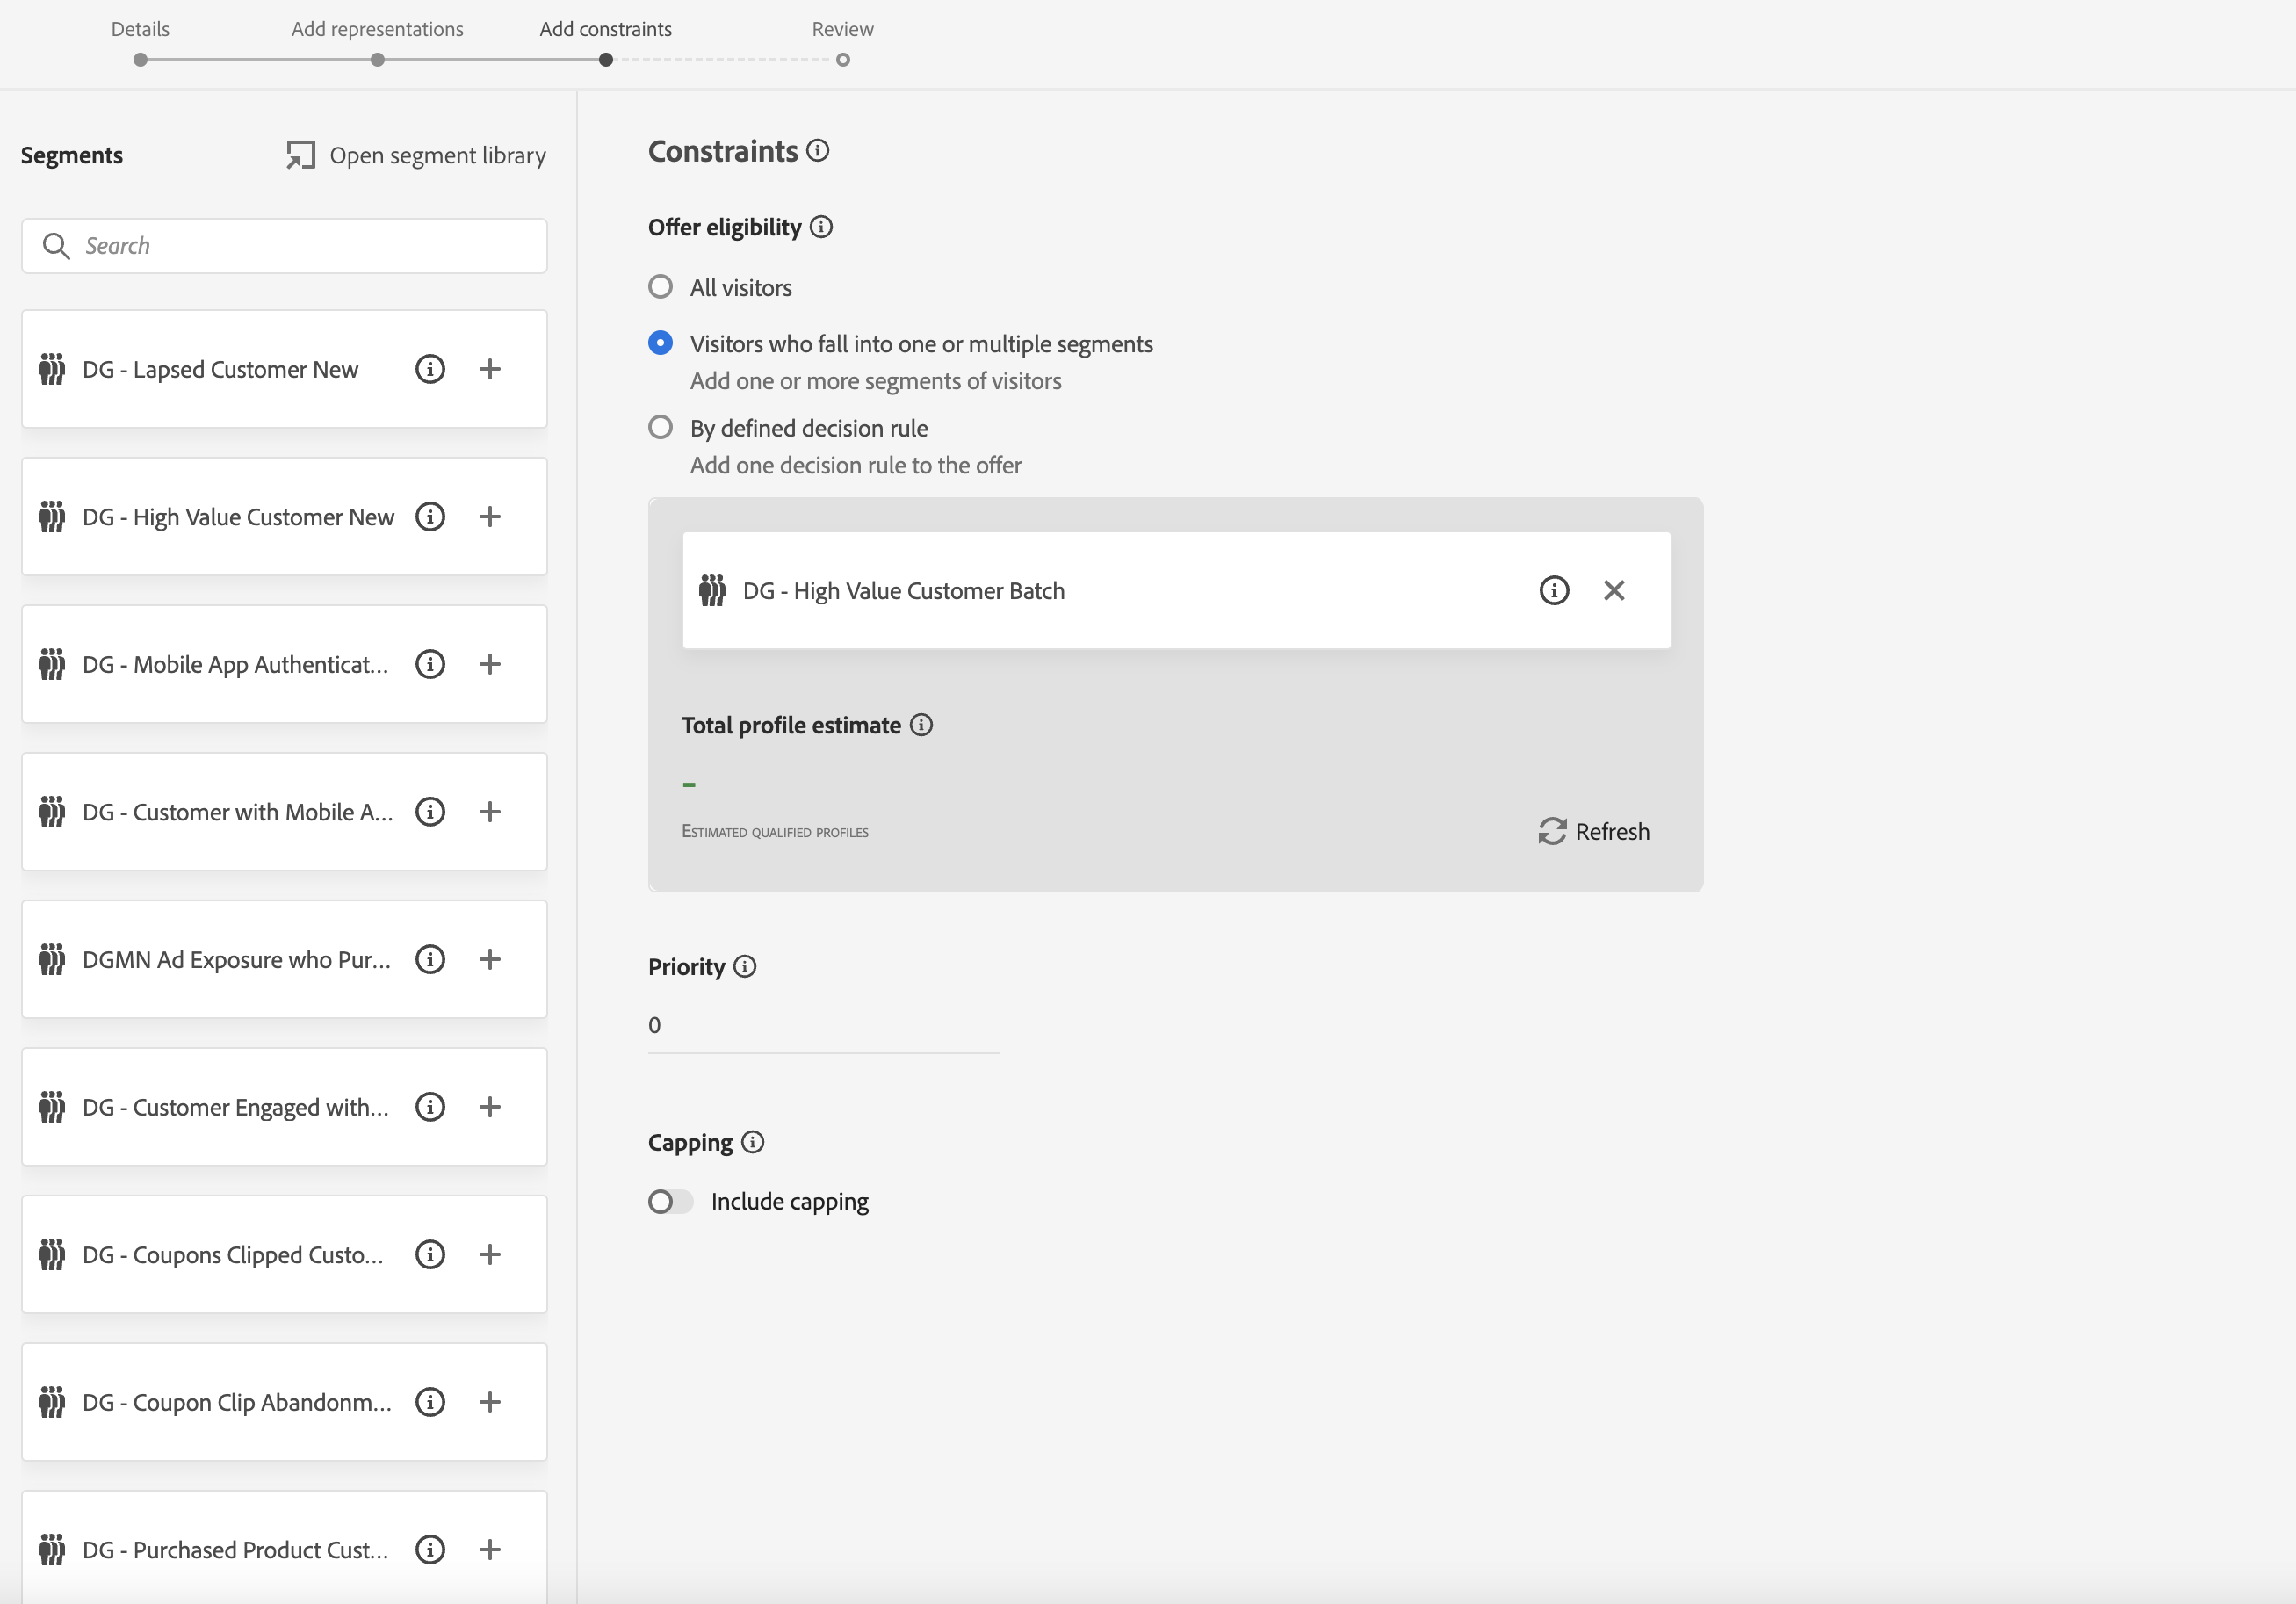 Details
Add representations
Add constraints
Review
Segments
Open segment library
Search
DG - Lapsed Customer New
DG - High Value Customer New
DG - Mobile App Authenticat...
DG - Customer with Mobile A...
DGMN Ad Exposure who Pur...
DG - Customer Engaged with...
DG - Coupons Clipped Custo...
DG - Coupon Clip Abandonm...
DG - Purchased Product Cust...
Constraints
Offer eligibility
All visitors
Visitors who fall into one or multiple segments
Add one or more segments of visitors
By defined decision rule
Add one decision rule to the offer
DG - High Value Customer Batch
Total profile estimate
-
ESTIMATED QUALIFIED PROFILES
Refresh
Priority
0
Capping
Include capping